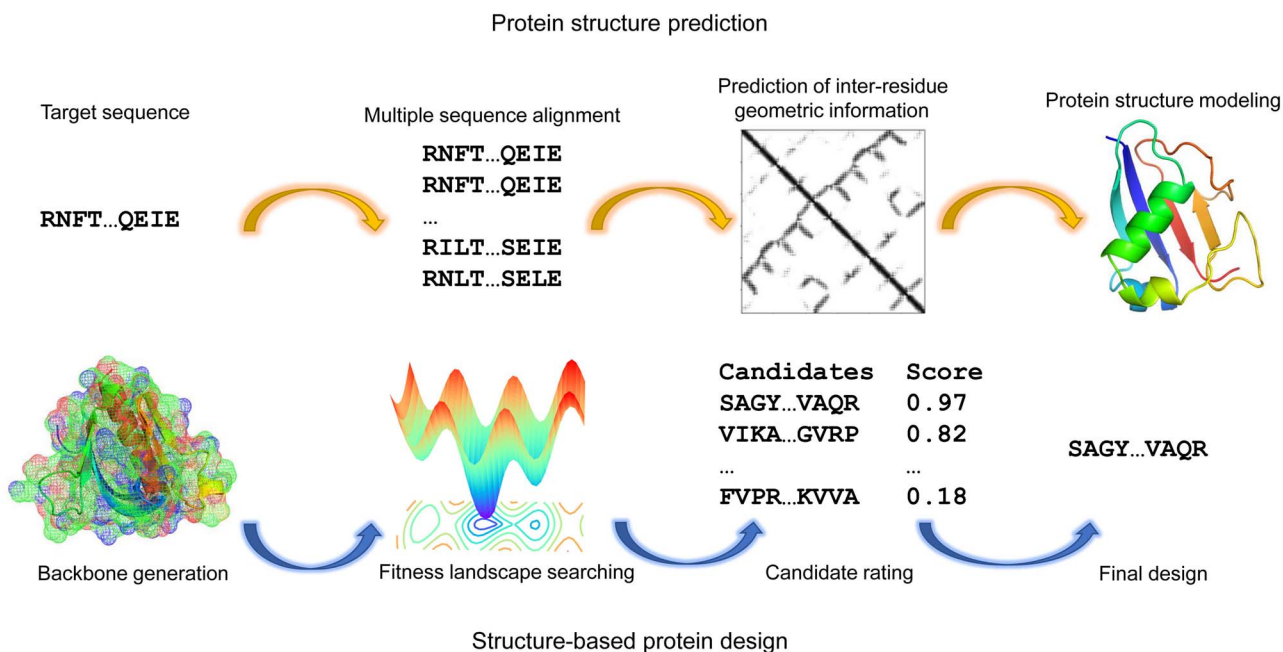 Protein structure prediction
Target sequence
RNFT...QEIE
Multiple sequence alignment
RNFT...QEIE
RNFT...QEIE
...
RILT...SEIE
RNLT...SELE
Prediction of inter-residue
geometric information
Protein structure modeling
Backbone generation
Fitness landscape searching
Candidates Score
SAGY...VAQR 0.97
VIKA...GVRP 0.82
... ...
FVPR...KVVA 0.18
Candidate rating
SAGY...VAQR
Final design
Structure-based protein design